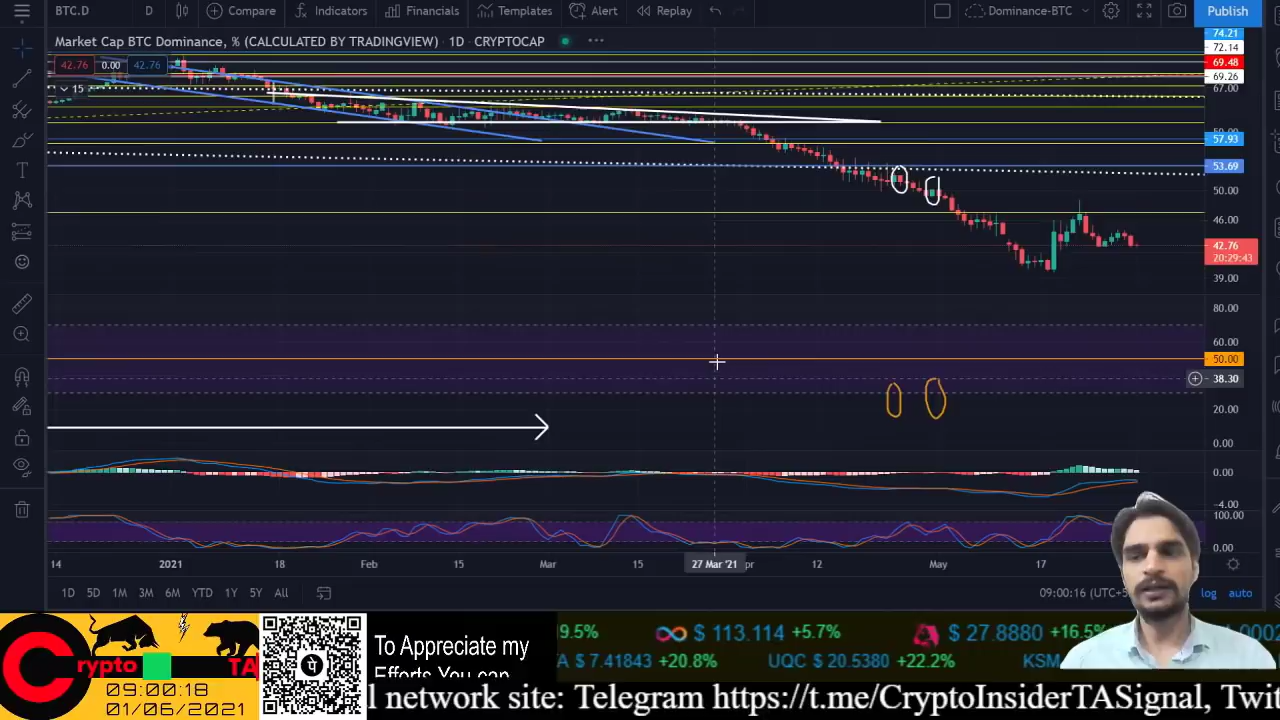 BTC.D D Compare Indicators Financials Templates Alert Replay Dominance-BTC Publish
Market Cap BTC Dominance, % (CALCULATED BY TRADINGVIEW) · 1D · CRYPTOCAP
42.76 0.00 42.76
15
74.21
72.14
69.48
69.26
67.00
57.93
53.69
50.00
46.00
42.76
20:29:43
39.00
80.00
60.00
50.00
38.30
20.00
0.00
0.00
-4.00
100.00
0.00
14 2021 18 Feb 15 Mar 15 27 Mar '21 pr 12 May 17
1D 5D 1M 3M 6M YTD 1Y 5Y All 09:00:16 (UTC+5 log auto
Crypto TA
09:00:18
01/06/2021
To Appreciate my
Efforts You can
9.5% $ 113.114 +5.7% $ 27.8880 +16.5%
A $ 7.41843 +20.8% UQC $ 20.5380 +22.2% KSM
l network site: Telegram https://t.me/CryptoInsiderTASignal, Twit